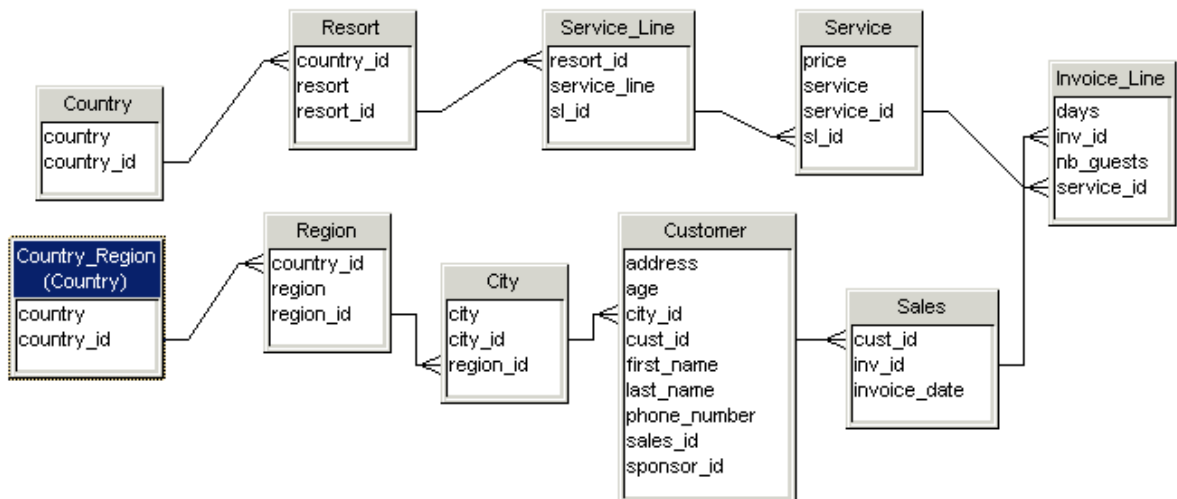 Resort
country_id
resort
resort_id
Service_Line
resort_id
service_line
sl_id
Service
price
service
service_id
sl_id
Invoice_Line
days
inv_id
nb_guests
service_id
Country
country
country_id
Country_Region
(Country)
country
country_id
Region
country_id
region
region_id
City
city
city_id
region_id
Customer
address
age
city_id
cust_id
first_name
last_name
phone_number
sales_id
sponsor_id
Sales
cust_id
inv_id
invoice_date